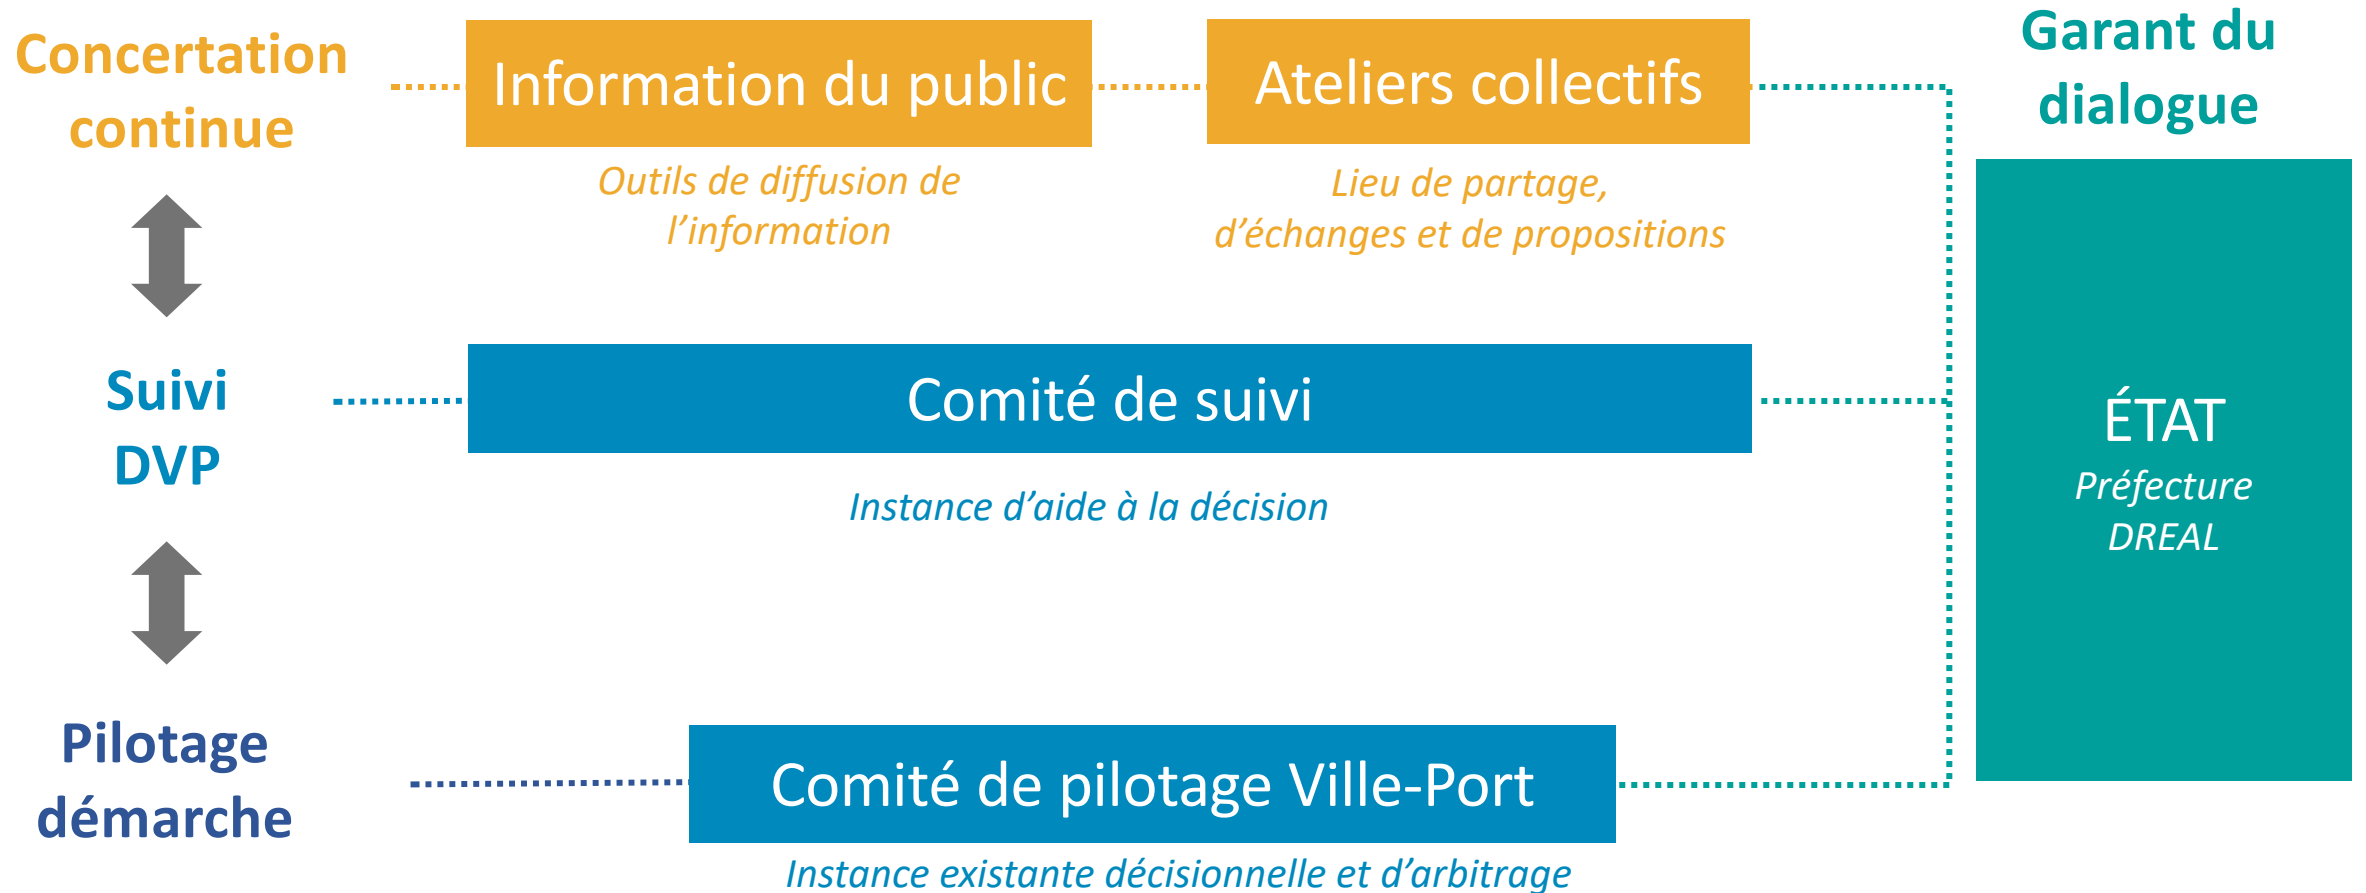 Concertation
continue
Information du public
Outils de diffusion de
l’information
Ateliers collectifs
Lieu de partage,
d’échanges et de propositions
Garant du
dialogue
Suivi
DVP
Comité de suivi
Instance d’aide à la décision
ÉTAT
Préfecture
DREAL
Pilotage
démarche
Comité de pilotage Ville-Port
Instance existante décisionnelle et d’arbitrage